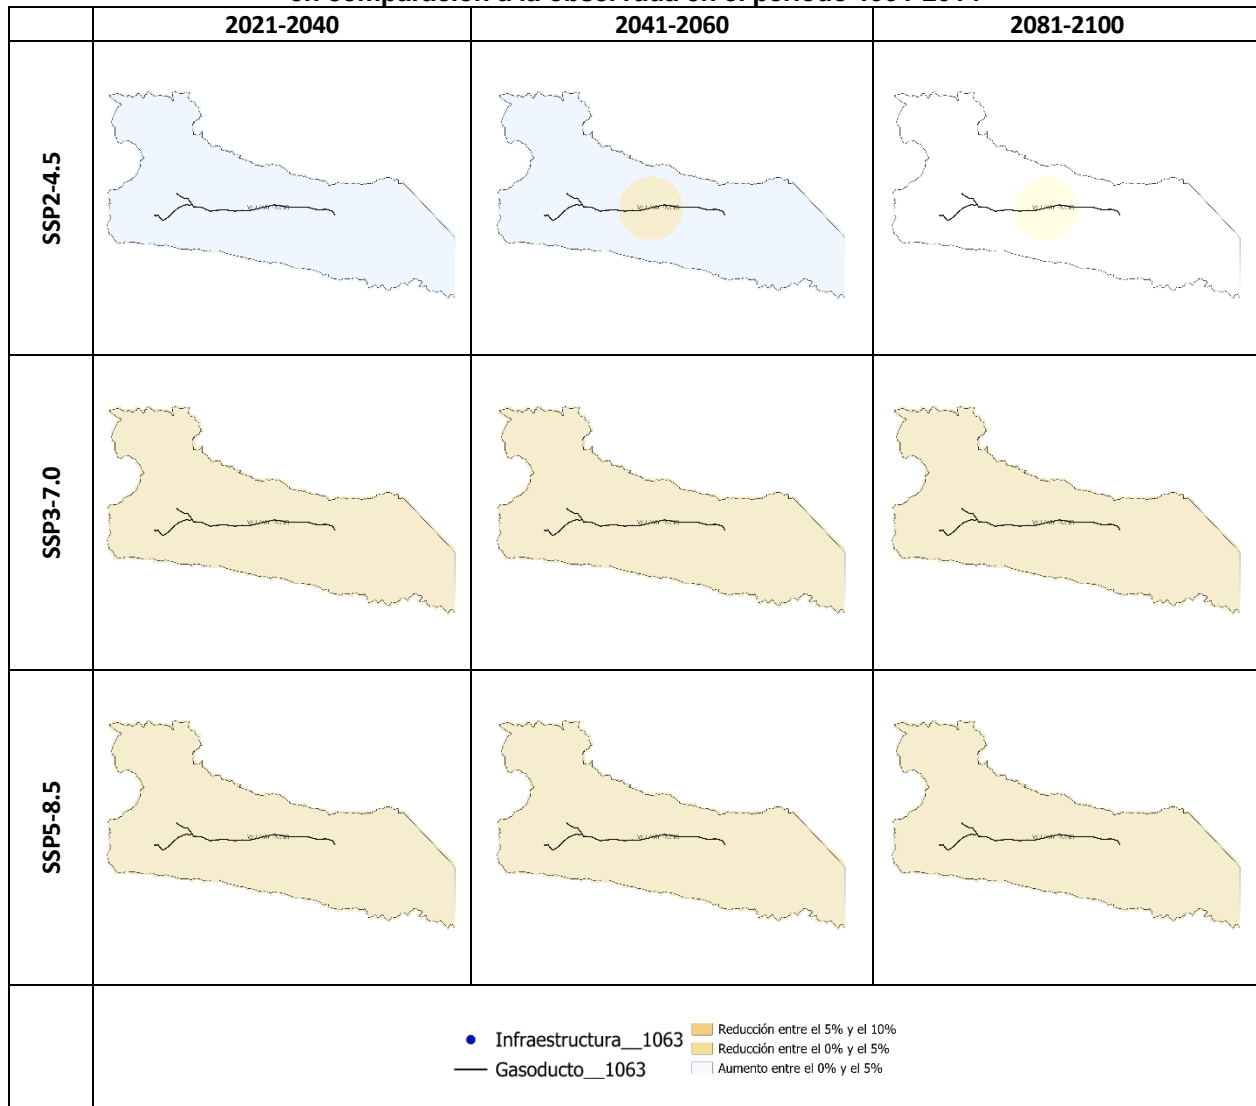 2021-2040 2041-2060 2081-2100
SSP2-4.5
SSP3-7.0
SSP5-8.5
Infraestructura__1063
Gasoducto__1063
Reducción entre el 5% y el 10%
Reducción entre el 0% y el 5%
Aumento entre el 0% y el 5%